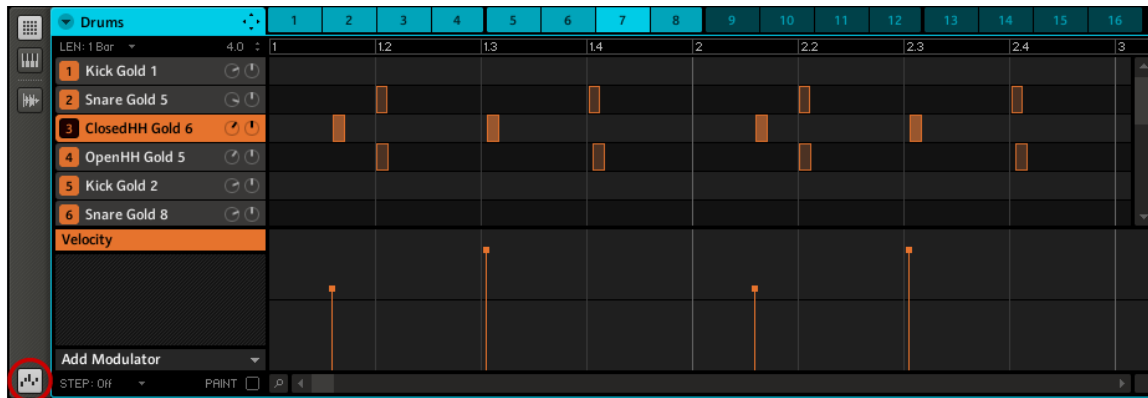 Drums 1 2 3 4 5 6 7 8 9 10 11 12 13 14 15 16
LEN: 1 Bar 4.0 1 1.2 1.3 1.4 2 2.2 2.3 2.4 3
1 Kick Gold 1
2 Snare Gold 5
3 ClosedHH Gold 6
4 OpenHH Gold 5
5 Kick Gold 2
6 Snare Gold 8
Velocity
Add Modulator
STEP: Off PAINT